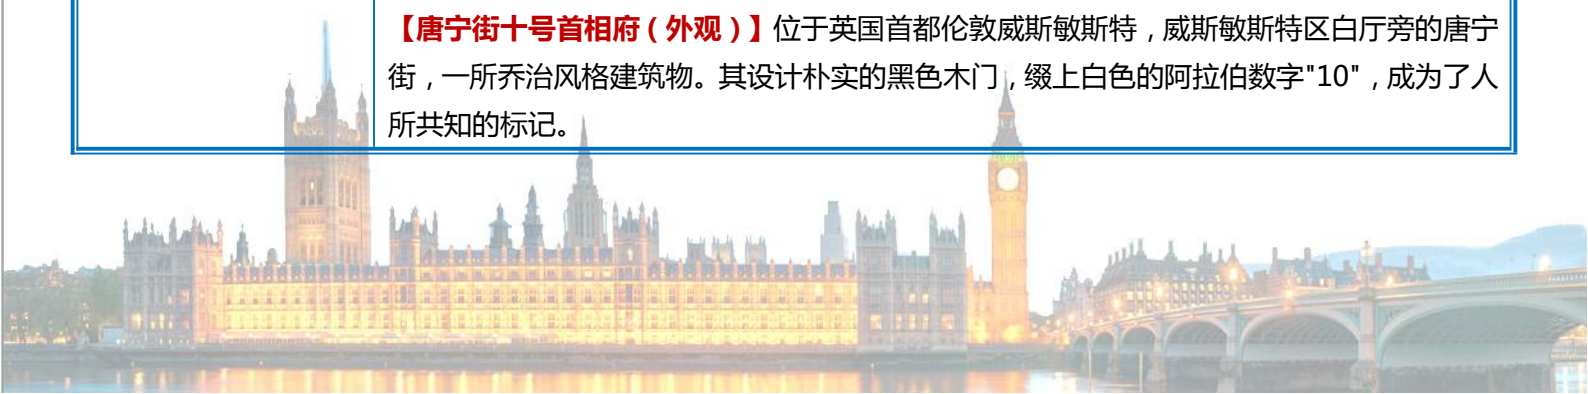 【唐宁街十号首相府（外观）】位于英国首都伦敦威斯敏斯特，威斯敏斯特区白厅旁的唐宁
街，一所乔治风格建筑物。其设计朴实的黑色木门，缀上白色的阿拉伯数字"10"，成为了人
所共知的标记。